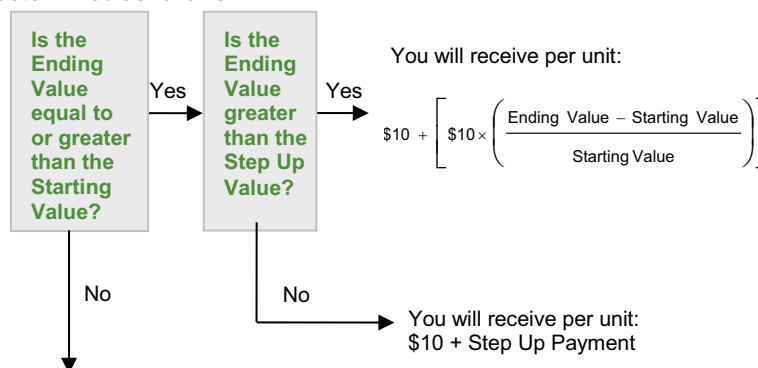 Is the
Ending
Value
equal to
or greater
than the
Starting
Value?
Yes
Is the
Ending
Value
greater
than the
Step Up
Value?
Yes
You will receive per unit:
$10 + [ $10 × ( Ending Value − Starting Value / Starting Value ) ]
No
No
You will receive per unit:
$10 + Step Up Payment